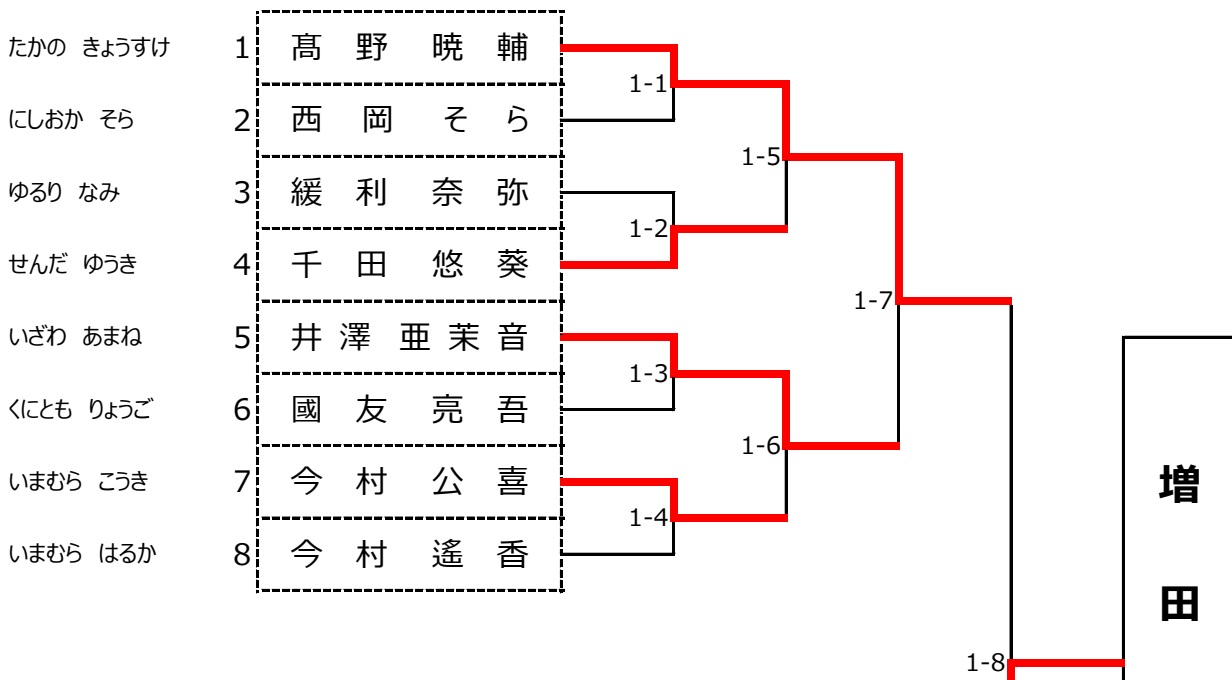 たかの きょうすけ 1 髙野 暁輔
1-1
にしおか そら 2 西岡 そら
1-5
ゆるり なみ 3 緩利 奈弥
1-2
せんだ ゆうき 4 千田 悠葵
1-7
いざわ あまね 5 井澤 亜茉音
1-3
くにとも りょうご 6 國友 亮吾
1-6
いまむら こうき 7 今村 公喜
1-4
いまむら はるか 8 今村 遙香
1-8
増田